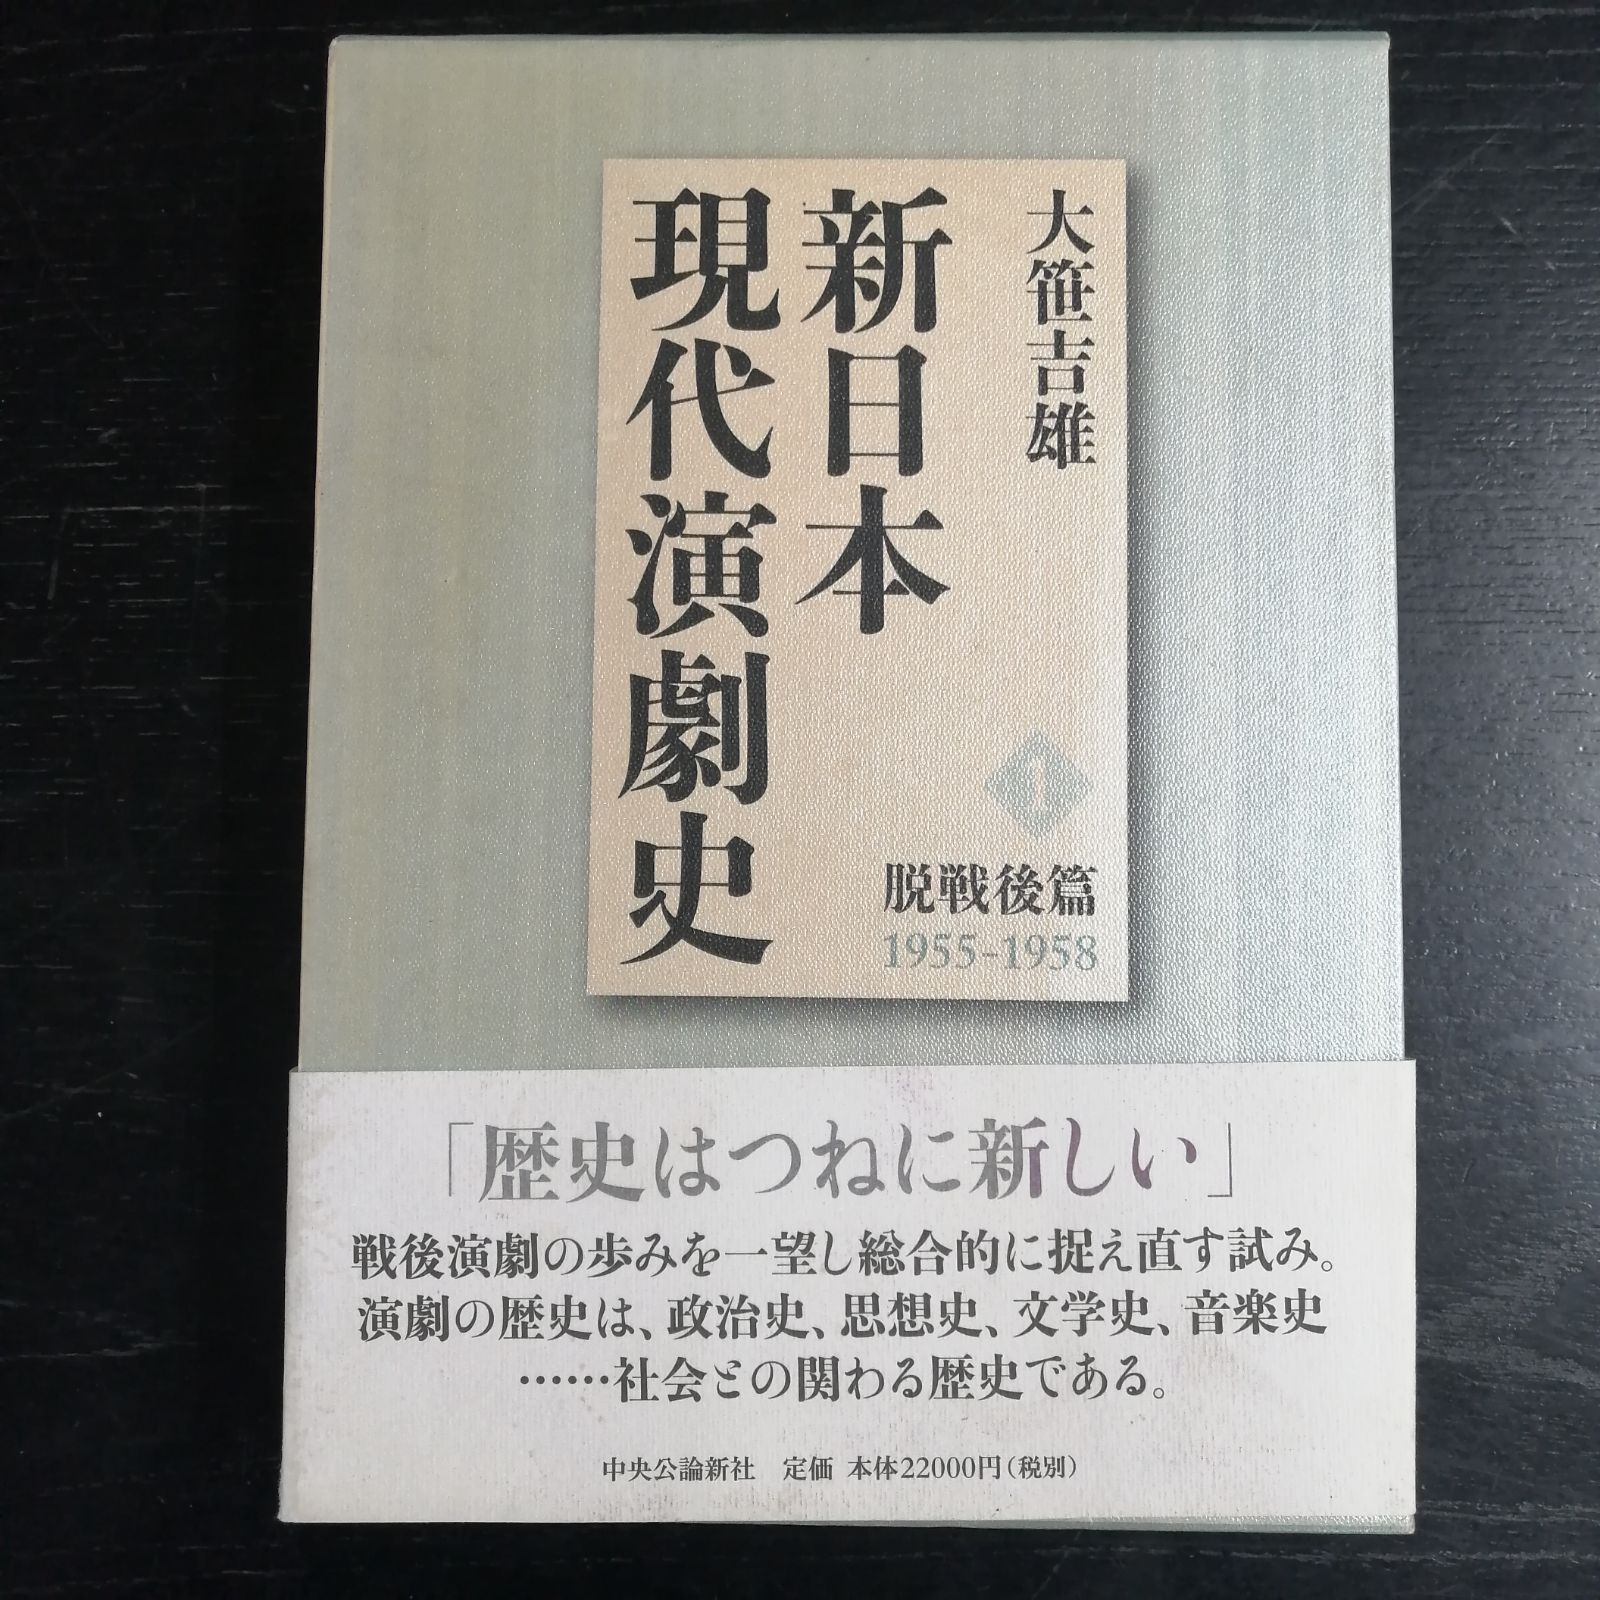 大笹吉雄
新日本
現代演劇史
1
脱戦後篇
1955-1958
「歴史はつねに新しい」
戦後演劇の歩みを一望し総合的に捉え直す試み。
演劇の歴史は、政治史、思想史、文学史、音楽史
……社会との関わる歴史である。
中央公論新社 定価 本体22000円(税別)